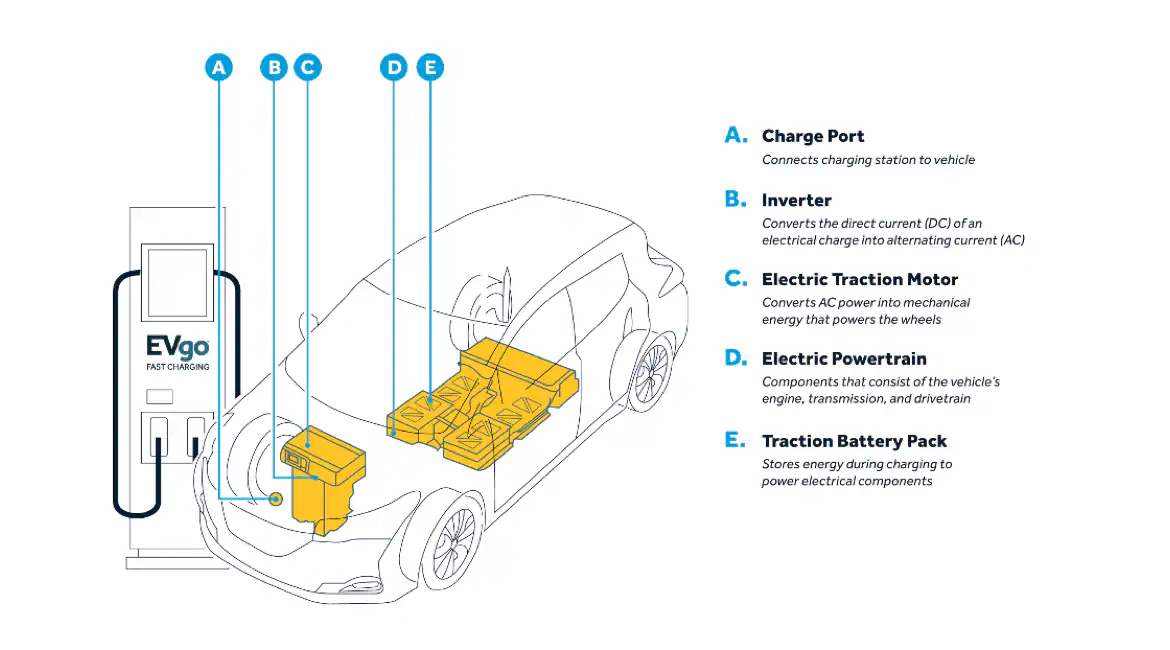 A B C D E
EVgo
FAST CHARGING
A. Charge Port
Connects charging station to vehicle
B. Inverter
Converts the direct current (DC) of an
electrical charge into alternating current (AC)
C. Electric Traction Motor
Converts AC power into mechanical
energy that powers the wheels
D. Electric Powertrain
Components that consist of the vehicle's
engine, transmission, and drivetrain
E. Traction Battery Pack
Stores energy during charging to
power electrical components